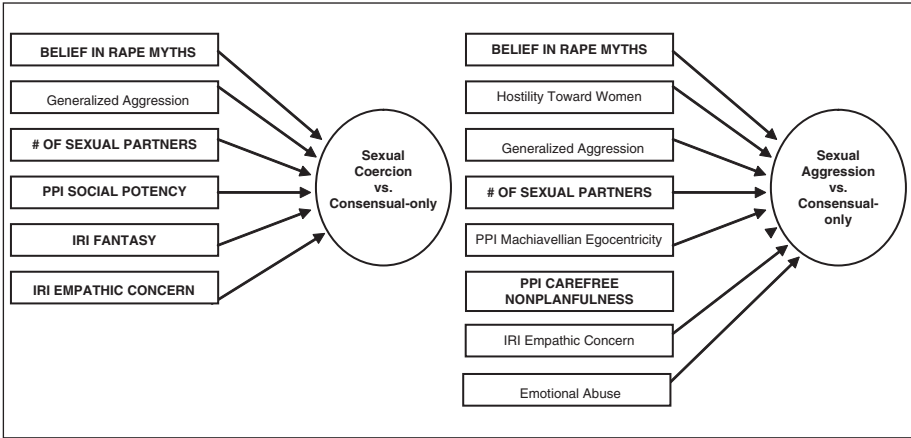 BELIEF IN RAPE MYTHS
Generalized Aggression
# OF SEXUAL PARTNERS
PPI SOCIAL POTENCY
IRI FANTASY
IRI EMPATHIC CONCERN
Sexual
Coercion
vs.
Consensual-only
BELIEF IN RAPE MYTHS
Hostility Toward Women
Generalized Aggression
# OF SEXUAL PARTNERS
PPI Machiavellian Egocentricity
PPI CAREFREE
NONPLANFULNESS
IRI Empathic Concern
Emotional Abuse
Sexual
Aggression
vs.
Consensual-
only